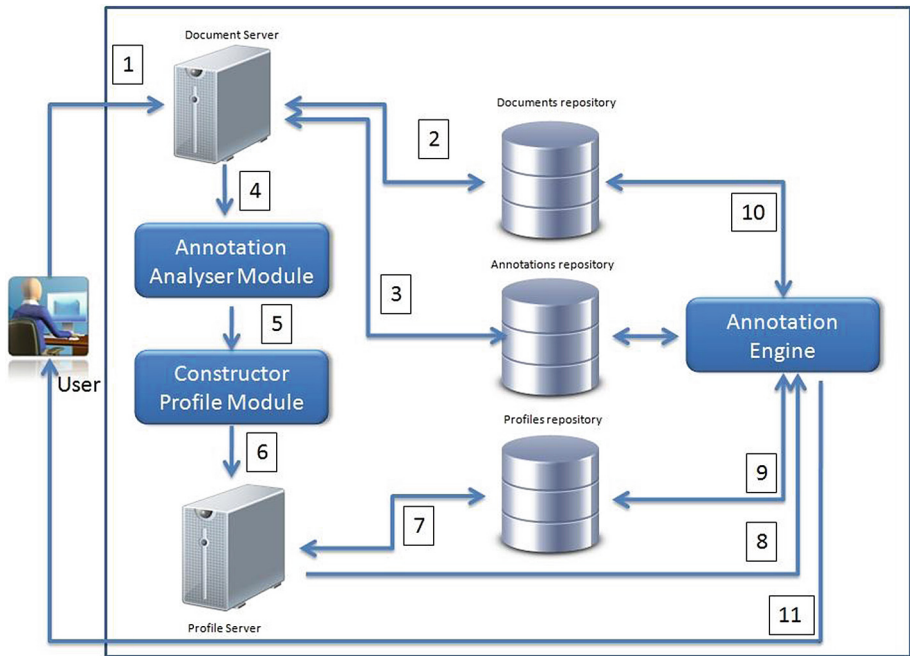 Document Server
1
Documents repository
2
4
10
Annotation
Analyser Module
Annotations repository
3
5
Annotation
Engine
User
Constructor
Profile Module
Profiles repository
6
9
7
8
11
Profile Server